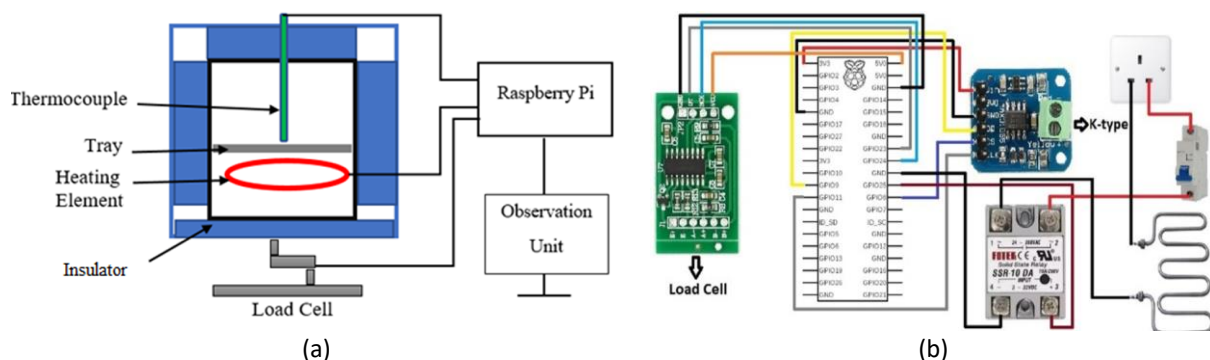 Thermocouple
Tray
Heating
Element
Insulator
Load Cell
Raspberry Pi
Observation
Unit
(a)
3V3
GPIO2
GPIO3
GPIO4
GND
GPIO17
GPIO27
GPIO22
3V3
GPIO10
GPIO9
GPIO11
GND
ID_SD
GPIO5
GPIO6
GPIO13
GPIO19
GPIO26
GND
5V0
5V0
GND
GPIO14
GPIO15
GPIO18
GND
GPIO23
GPIO24
GND
GPIO25
GPIO8
GPIO7
ID_SC
GND
GPIO12
GND
GPIO16
GPIO20
GPIO21
Load Cell
K-type
FOTEK
Solid State Relay
SSR-10 DA
INPUT
(b)